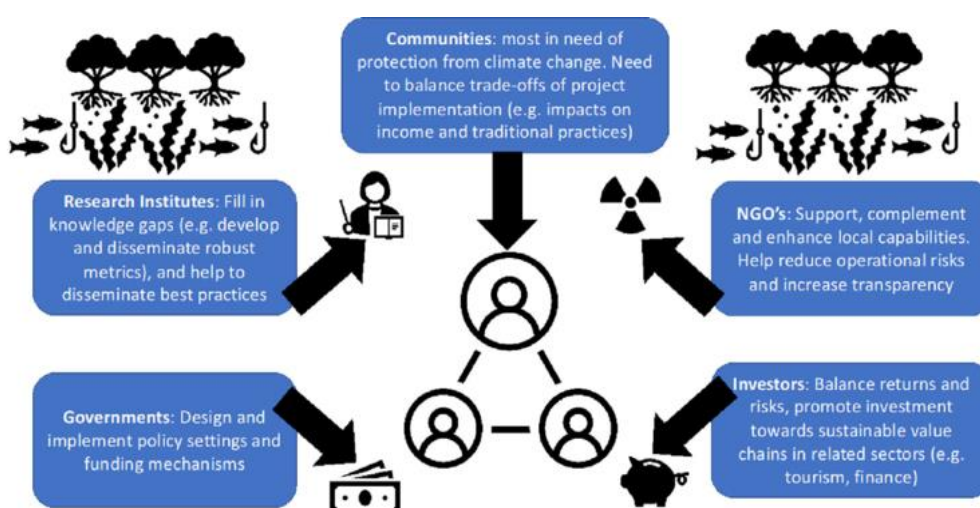 Communities: most in need of
protection from climate change. Need
to balance trade-offs of project
implementation (e.g. impacts on
income and traditional practices)
Research Institutes: Fill in
knowledge gaps (e.g. develop
and disseminate robust
metrics), and help to
disseminate best practices
NGO's: Support, complement
and enhance local capabilities.
Help reduce operational risks
and increase transparency
Governments: Design and
implement policy settings and
funding mechanisms
Investors: Balance returns and
risks, promote investment
towards sustainable value
chains in related sectors (e.g.
tourism, finance)